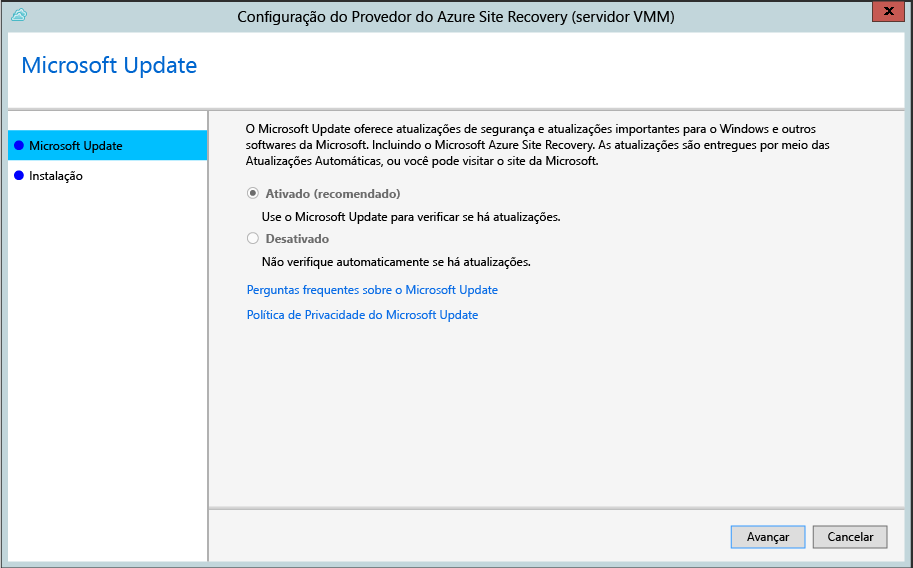 Configuração do Provedor do Azure Site Recovery (servidor VMM)
Microsoft Update
Microsoft Update
Instalação
O Microsoft Update oferece atualizações de segurança e atualizações importantes para o Windows e outros
softwares da Microsoft. Incluindo o Microsoft Azure Site Recovery. As atualizações são entregues por meio das
Atualizações Automáticas, ou você pode visitar o site da Microsoft.
Ativado (recomendado)
Use o Microsoft Update para verificar se há atualizações.
Desativado
Não verifique automaticamente se há atualizações.
Perguntas frequentes sobre o Microsoft Update
Política de Privacidade do Microsoft Update
Avançar
Cancelar